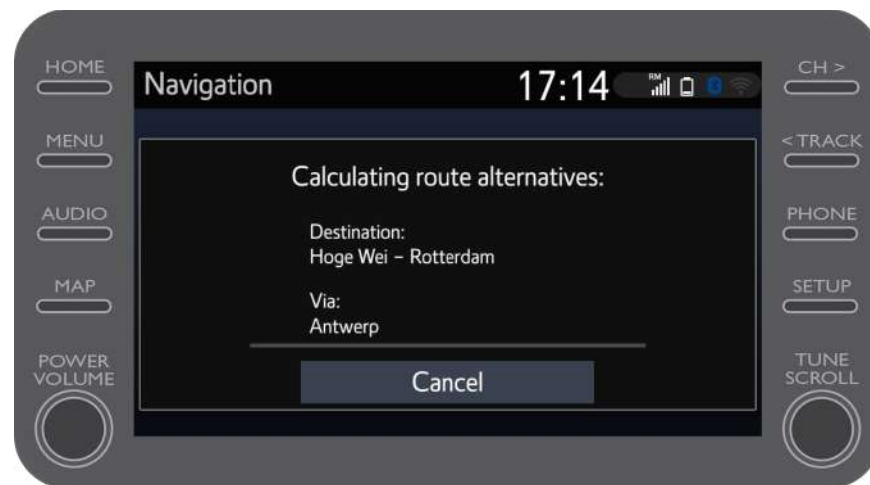 HOME
MENU
AUDIO
MAP
POWER
VOLUME
Navigation
17:14
RM
Calculating route alternatives:
Destination:
Hoge Wei – Rotterdam
Via:
Antwerp
Cancel
CH >
< TRACK
PHONE
SETUP
TUNE
SCROLL